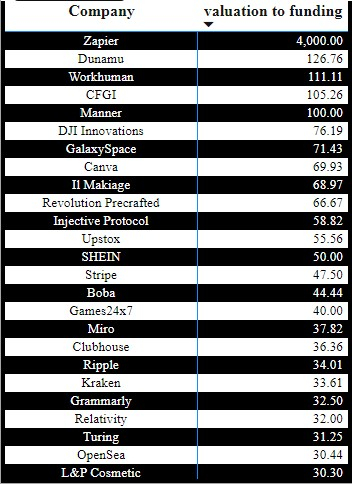 Company valuation to funding
Zapier 4,000.00
Dunamu 126.76
Workhuman 111.11
CFGI 105.26
Manner 100.00
DJI Innovations 76.19
GalaxySpace 71.43
Canva 69.93
Il Makiage 68.97
Revolution Precrafted 66.67
Injective Protocol 58.82
Upstox 55.56
SHEIN 50.00
Stripe 47.50
Boba 44.44
Games24x7 40.00
Miro 37.82
Clubhouse 36.36
Ripple 34.01
Kraken 33.61
Grammarly 32.50
Relativity 32.00
Turing 31.25
OpenSea 30.44
L&P Cosmetic 30.30